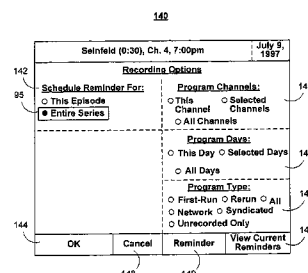 140
Seinfeld (0:30), Ch. 4, 7:00pm
July 9,
1997
Recording Options
142
Schedule Reminder For:
95
○ This Episode
● Entire Series
Program Channels:
○ This Channel
○ Selected Channels
○ All Channels
Program Days:
○ This Day ○ Selected Days
○ All Days
Program Type:
○ First-Run ○ Rerun ○ All
○ Network ○ Syndicated
○ Unrecorded Only
144
OK
Cancel
Reminder
View Current
Reminders